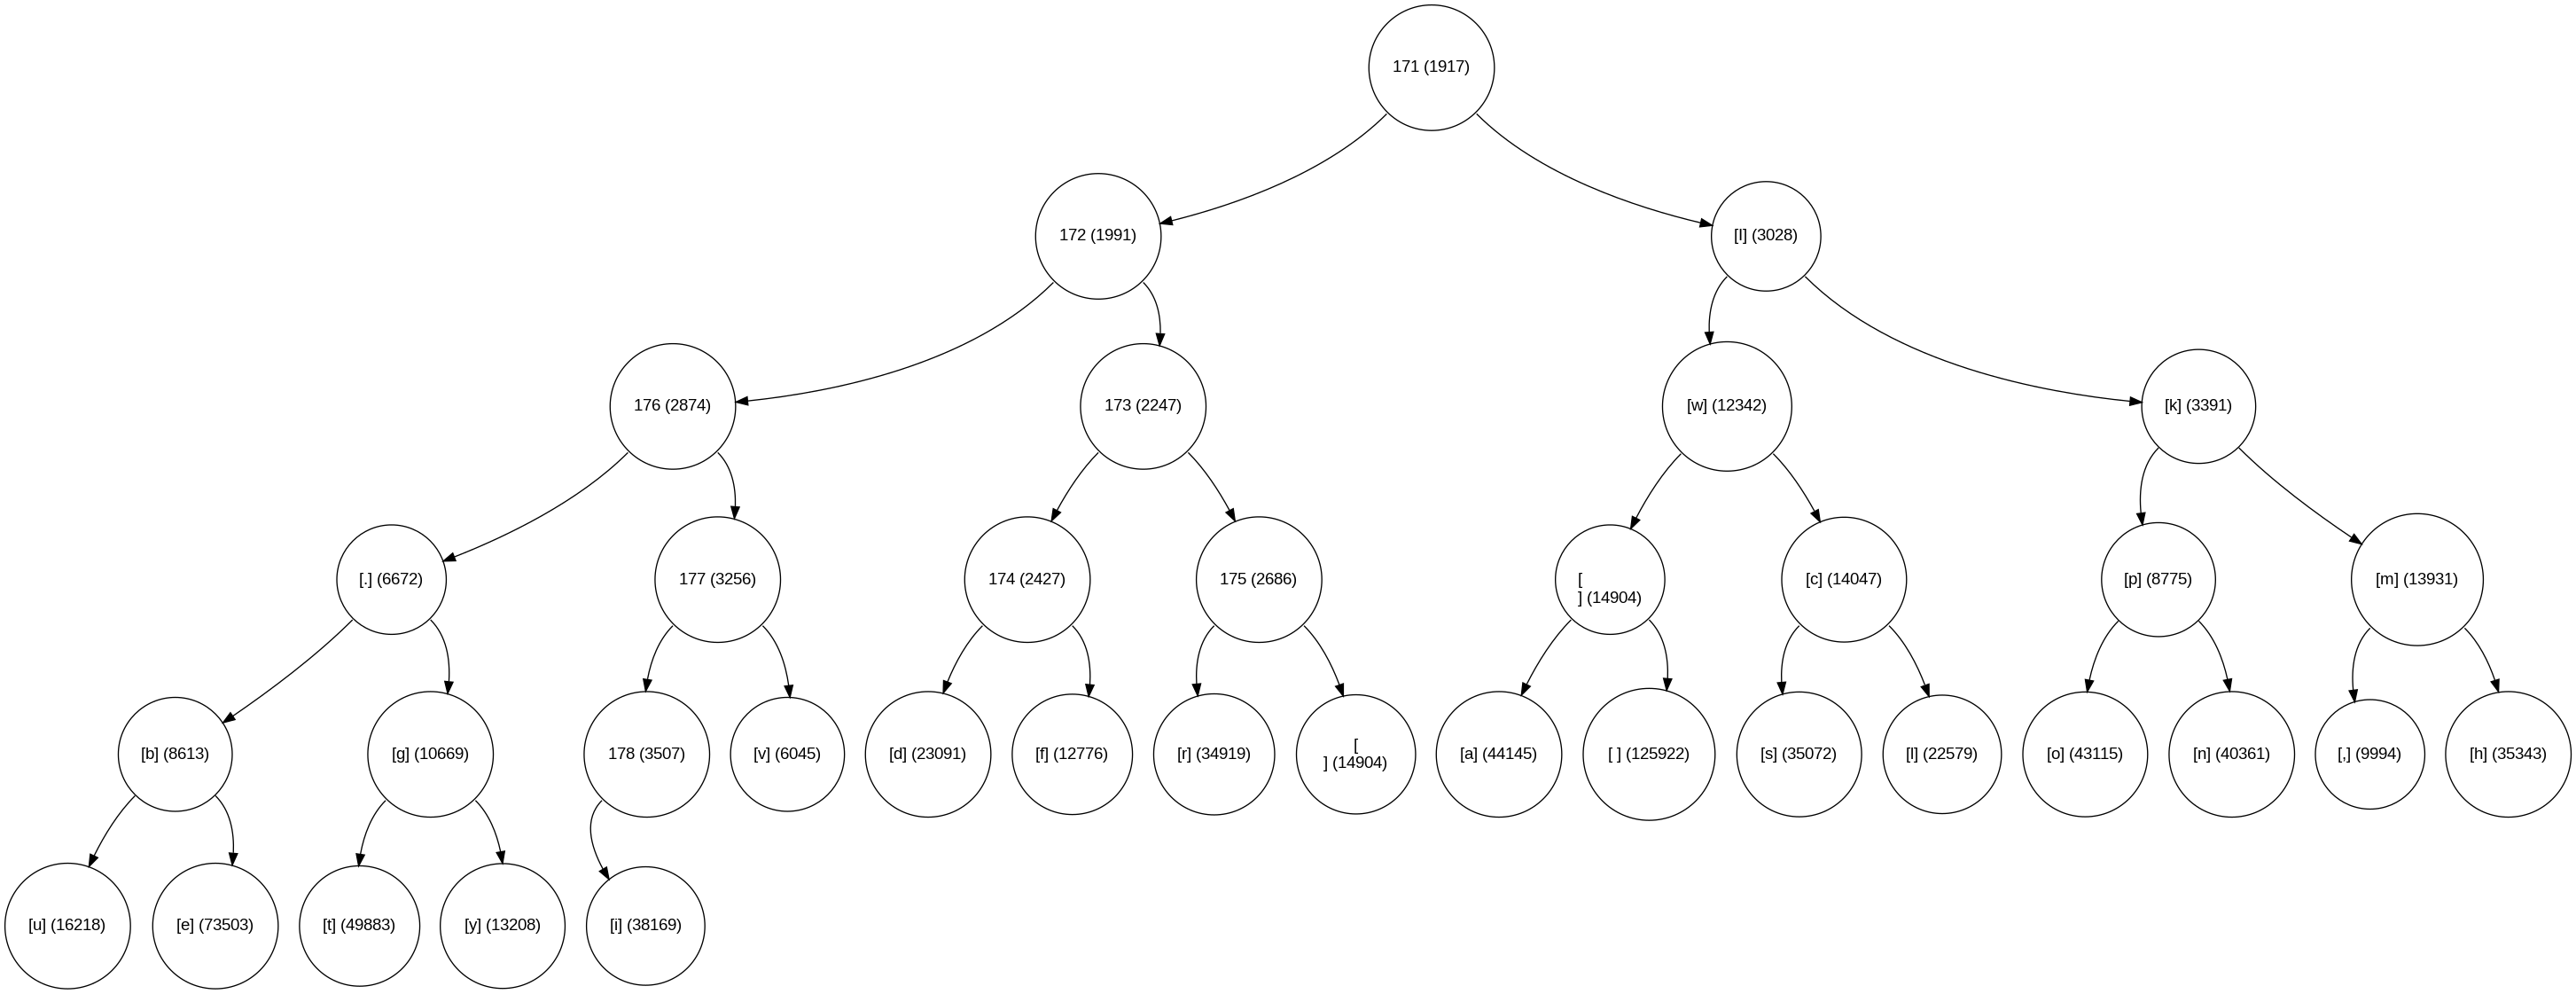 171 (1917)
172 (1991)
[I] (3028)
176 (2874)
173 (2247)
[w] (12342)
[k] (3391)
[.] (6672)
177 (3256)
174 (2427)
175 (2686)
[
] (14904)
[c] (14047)
[p] (8775)
[m] (13931)
[b] (8613)
[g] (10669)
178 (3507)
[v] (6045)
[d] (23091)
[f] (12776)
[r] (34919)
[
] (14904)
[a] (44145)
[ ] (125922)
[s] (35072)
[l] (22579)
[o] (43115)
[n] (40361)
[,] (9994)
[h] (35343)
[u] (16218)
[e] (73503)
[t] (49883)
[y] (13208)
[i] (38169)